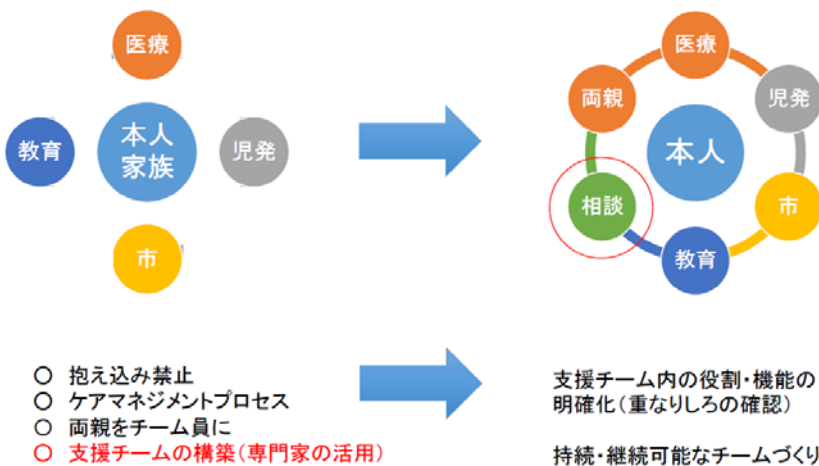 医療
教育
本人
家族
児発
市
医療
両親
児発
本人
相談
市
教育
○ 抱え込み禁止
○ ケアマネジメントプロセス
○ 両親をチーム員に
○ 支援チームの構築(専門家の活用)
支援チーム内の役割・機能の
明確化(重なりしろの確認)
持続・継続可能なチームづくり